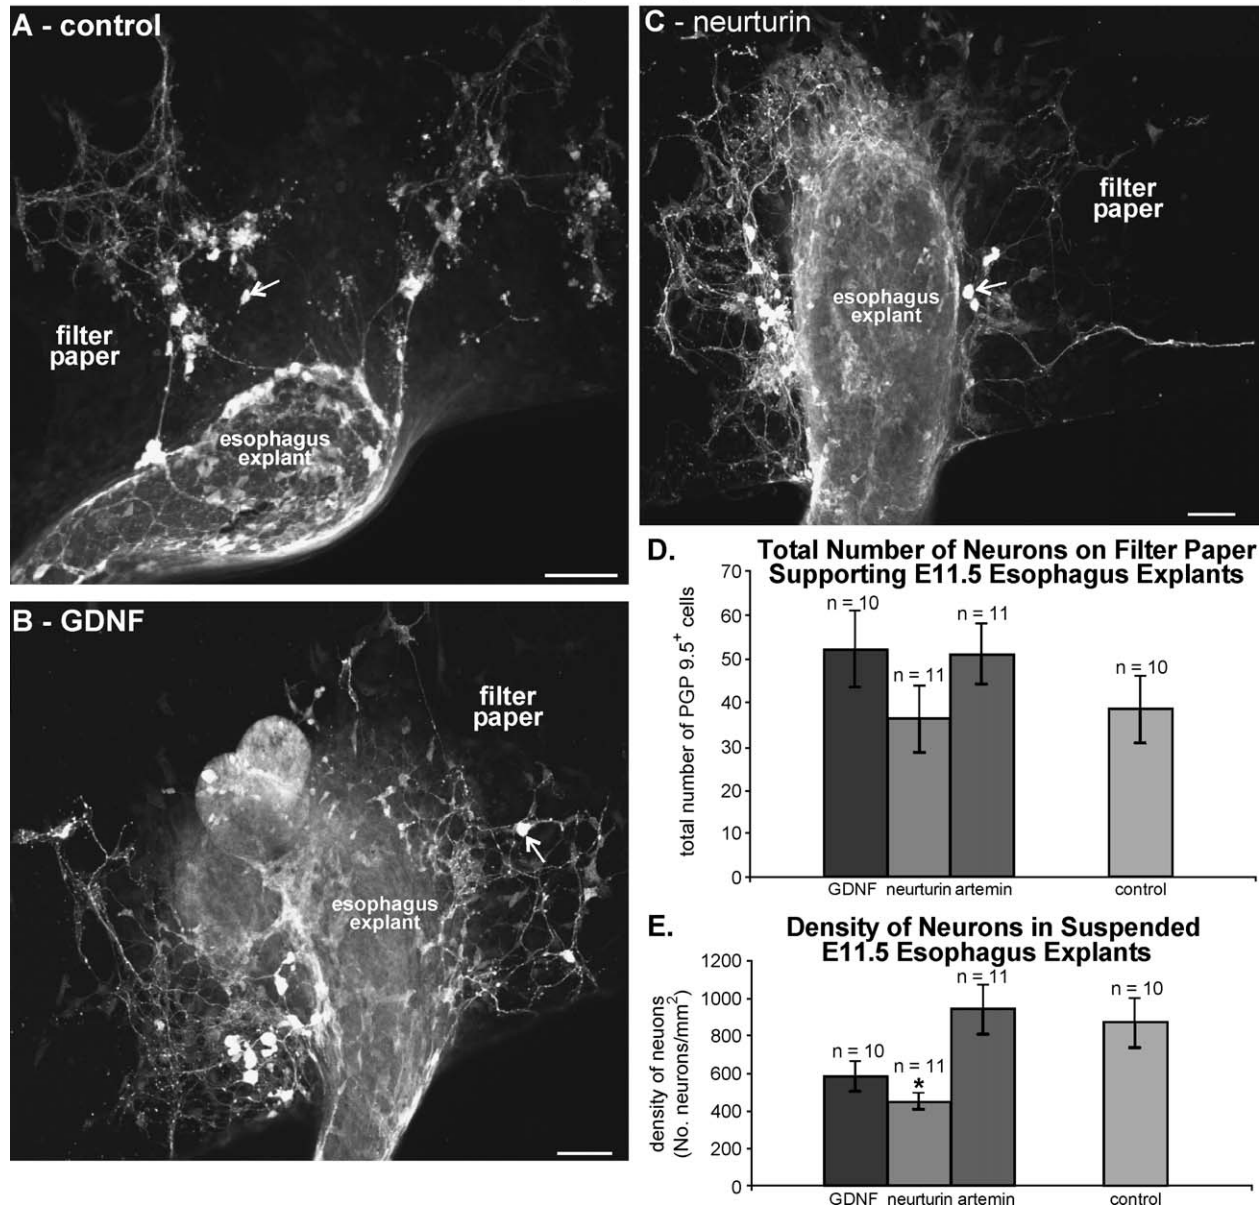 A - control
filter
paper
esophagus
explant
B - GDNF
filter
paper
esophagus
explant
C - neurturin
filter
paper
esophagus
explant
D.
Total Number of Neurons on Filter Paper
Supporting E11.5 Esophagus Explants
total number of PGP 9.5+ cells
70
60
50
40
30
20
10
0
n = 10
n = 11
n = 11
n = 10
GDNF neurturin artemin control
E.
Density of Neurons in Suspended
E11.5 Esophagus Explants
density of neuons
(No. neurons/mm2)
1200
1000
800
600
400
200
0
n = 10
n = 11
*
n = 11
n = 10
GDNF neurturin artemin control